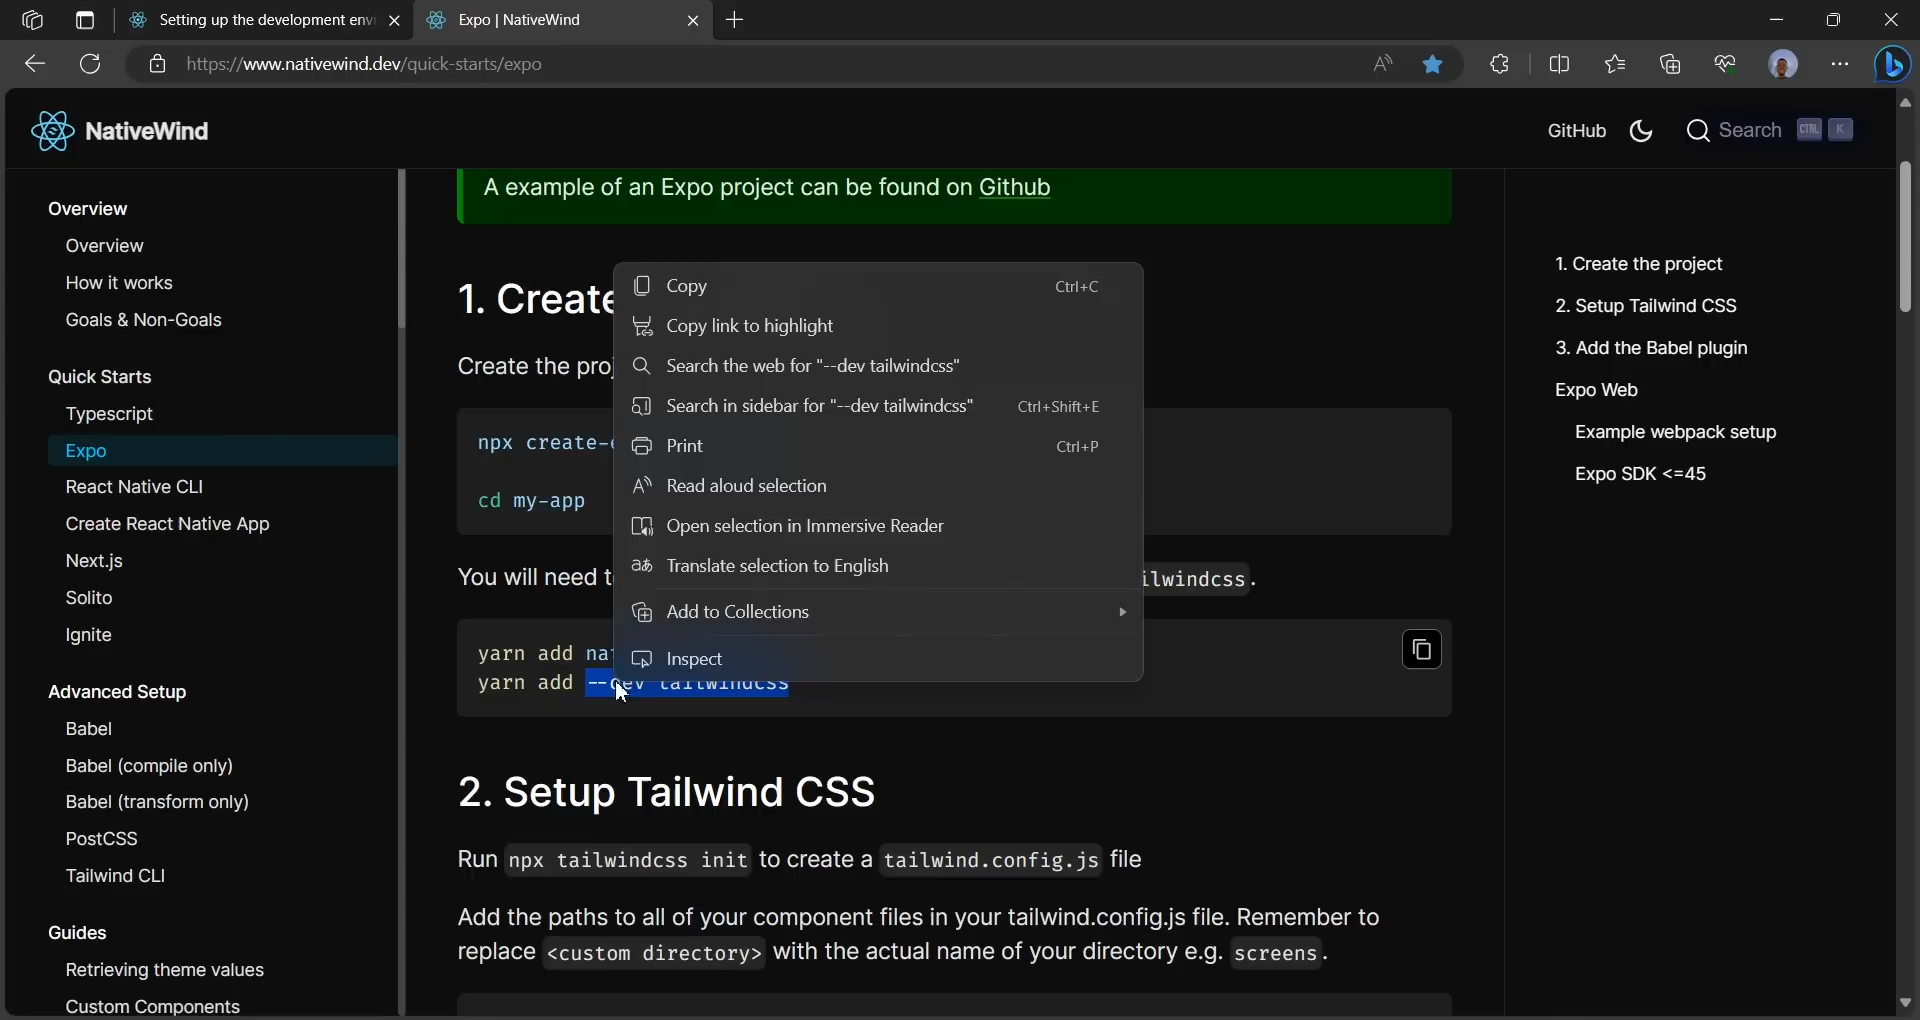 Setting up the development envi
Expo | NativeWind
https://www.nativewind.dev/quick-starts/expo
NativeWind
GitHub
Search CTRL K
Overview
Overview
How it works
Goals & Non-Goals
Quick Starts
Typescript
Expo
React Native CLI
Create React Native App
Next.js
Solito
Ignite
Advanced Setup
Babel
Babel (compile only)
Babel (transform only)
PostCSS
Tailwind CLI
Guides
Retrieving theme values
Custom Components
A example of an Expo project can be found on Github
1. Create
Create the proj
npx create-e
cd my-app
You will need t
ilwindcss.
yarn add nat
yarn add --dev tailwindcss
Copy Ctrl+C
Copy link to highlight
Search the web for "--dev tailwindcss"
Search in sidebar for "--dev tailwindcss" Ctrl+Shift+E
Print Ctrl+P
Read aloud selection
Open selection in Immersive Reader
Translate selection to English
Add to Collections
Inspect
2. Setup Tailwind CSS
Run npx tailwindcss init to create a tailwind.config.js file
Add the paths to all of your component files in your tailwind.config.js file. Remember to
replace <custom directory> with the actual name of your directory e.g. screens.
1. Create the project
2. Setup Tailwind CSS
3. Add the Babel plugin
Expo Web
Example webpack setup
Expo SDK <=45